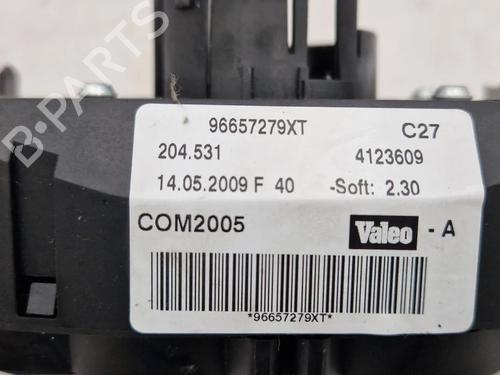 B-PARTS
96657279XT C27
204.531 4123609
14.05.2009 F 40 -Soft: 2.30
COM2005 Valeo - A
*96657279XT*